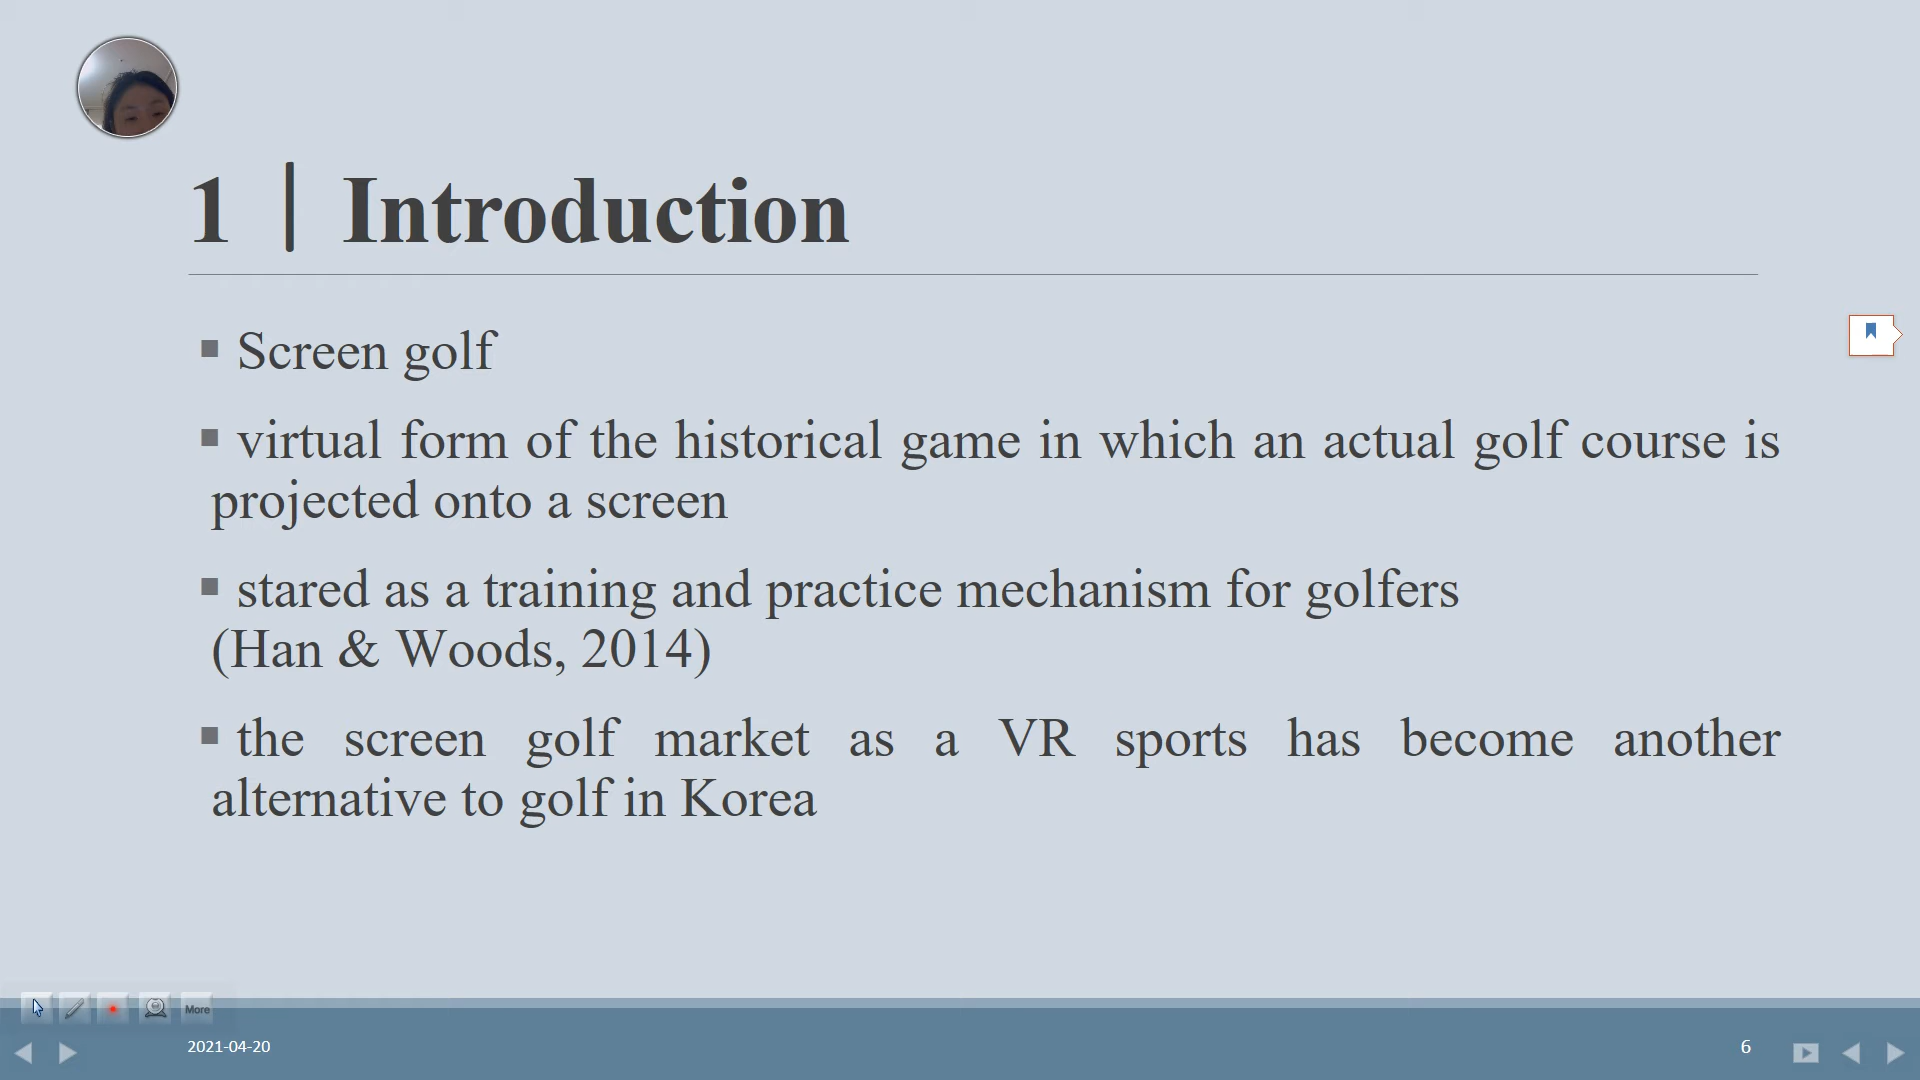 1 | Introduction
▪ Screen golf
▪ virtual form of the historical game in which an actual golf course is
projected onto a screen
▪ stared as a training and practice mechanism for golfers
(Han & Woods, 2014)
▪ the screen golf market as a VR sports has become another
alternative to golf in Korea
More
2021-04-20
6